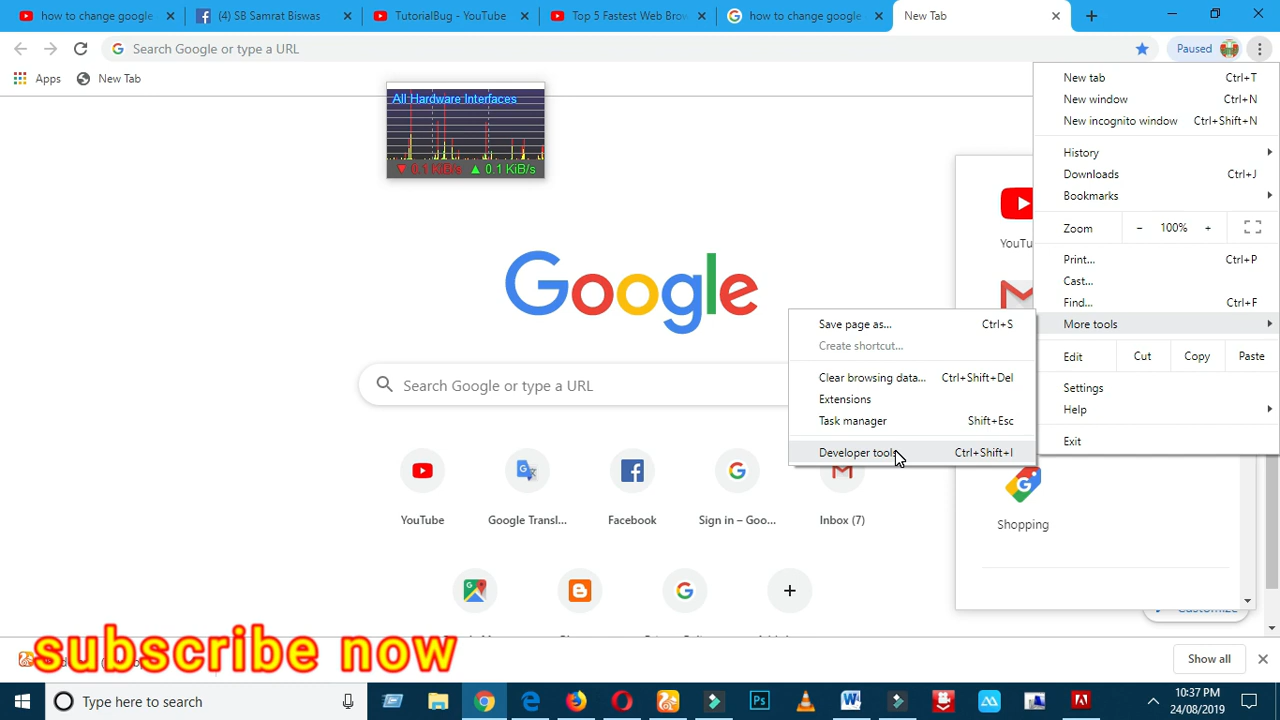 how to change google
(4) SB Samrat Biswas
TutorialBug - YouTube
Top 5 Fastest Web Brow
how to change google
New Tab
Search Google or type a URL
Paused
Apps
New Tab
All Hardware Interfaces
0.1 KiB/s
0.1 KiB/s
New tab Ctrl+T
New window Ctrl+N
New incognito window Ctrl+Shift+N
History
Downloads Ctrl+J
Bookmarks
Zoom - 100% +
Print... Ctrl+P
Cast...
Find... Ctrl+F
More tools
Edit Cut Copy Paste
Settings
Help
Exit
YouTu
Google
Save page as... Ctrl+S
Create shortcut...
Clear browsing data... Ctrl+Shift+Del
Extensions
Task manager Shift+Esc
Developer tools Ctrl+Shift+I
Search Google or type a URL
YouTube
Google Transl...
Facebook
Sign in – Goo...
Inbox (7)
Shopping
Customize
subscribe now
Show all
Type here to search
10:37 PM
24/08/2019